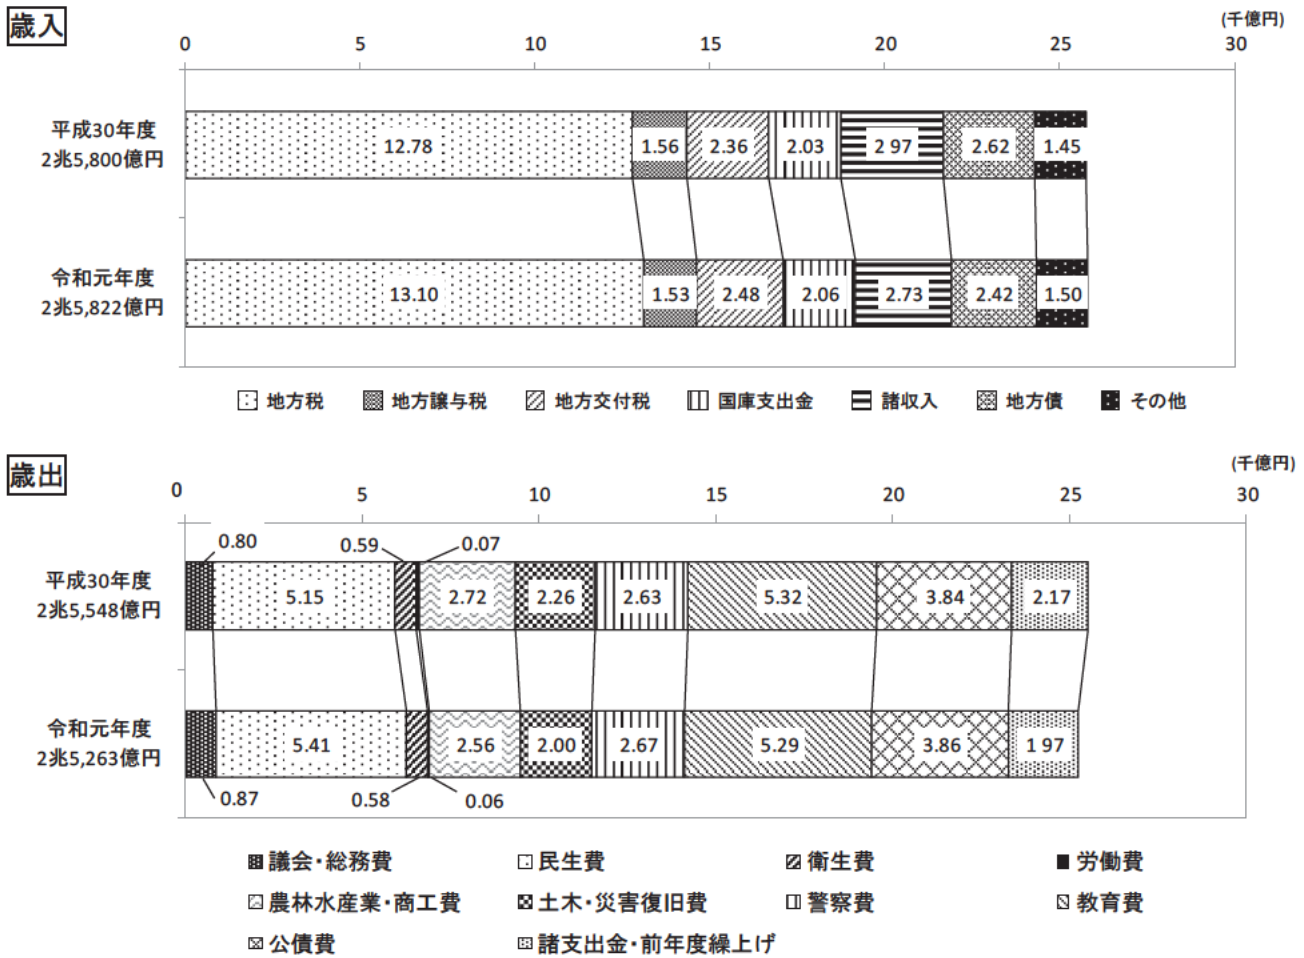 歳入
(千億円)
0 5 10 15 20 25 30
平成30年度
2兆5,800億円
12.78 1.56 2.36 2.03 2 97 2.62 1.45
令和元年度
2兆5,822億円
13.10 1.53 2.48 2.06 2.73 2.42 1.50
地方税 地方譲与税 地方交付税 国庫支出金 諸収入 地方債 その他
歳出
(千億円)
0 5 10 15 20 25 30
0.80 0.59 0.07
平成30年度
2兆5,548億円
5.15 2.72 2.26 2.63 5.32 3.84 2.17
令和元年度
2兆5,263億円
5.41 2.56 2.00 2.67 5.29 3.86 1 97
0.87 0.58 0.06
議会・総務費 民生費 衛生費 労働費
農林水産業・商工費 土木・災害復旧費 警察費 教育費
公債費 諸支出金・前年度繰上げ